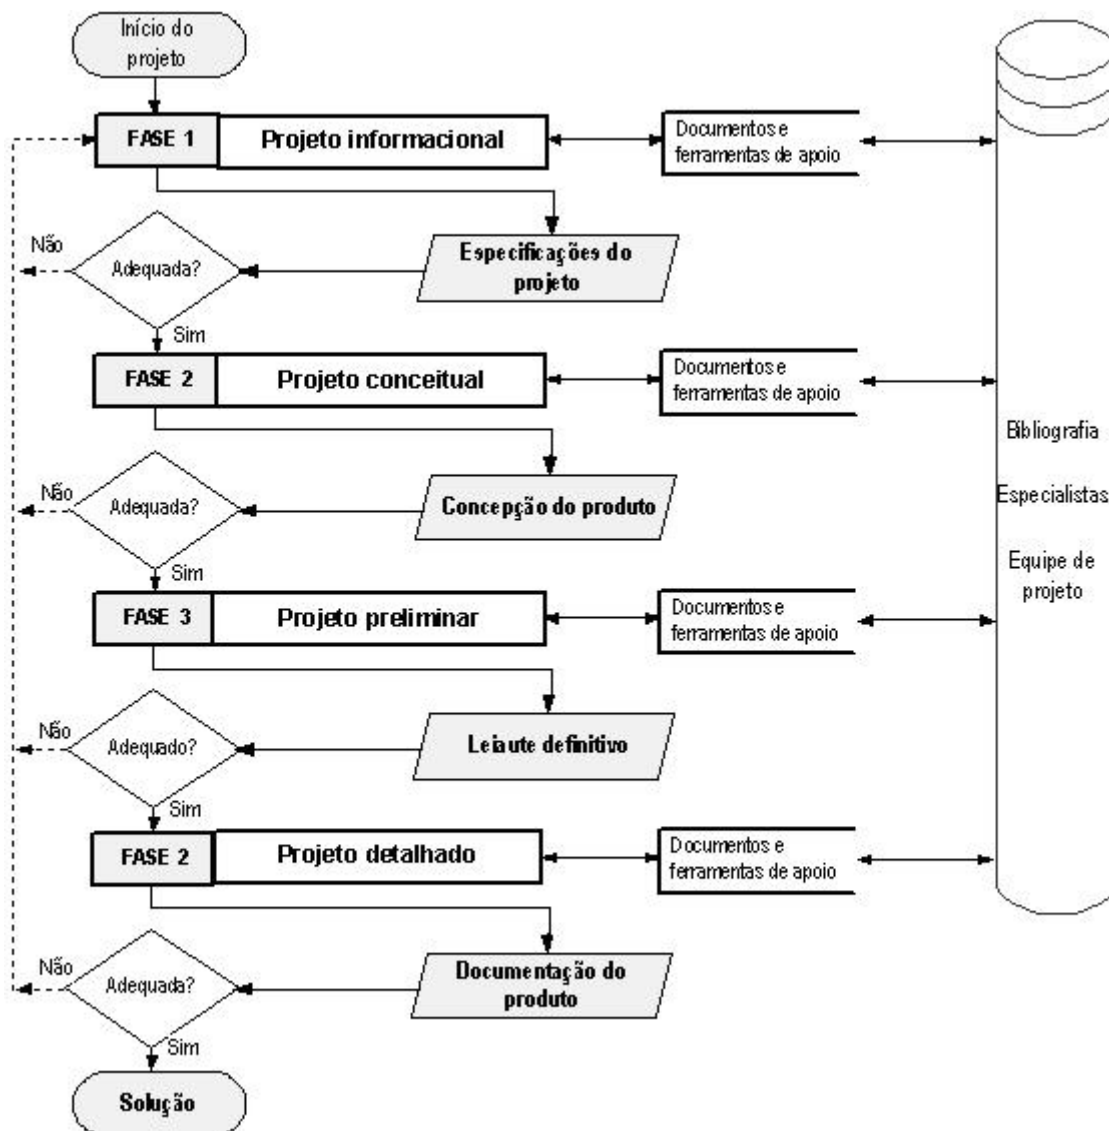 Início do
projeto
FASE 1
Projeto informacional
Documentos e
ferramentas de apoio
Não
Adequada?
Especificações do
projeto
Sim
FASE 2
Projeto conceitual
Documentos e
ferramentas de apoio
Não
Adequada?
Concepção do produto
Sim
FASE 3
Projeto preliminar
Documentos e
ferramentas de apoio
Não
Adequado?
Leiaute definitivo
Sim
FASE 2
Projeto detalhado
Documentos e
ferramentas de apoio
Não
Adequada?
Documentação do
produto
Sim
Solução
Bibliografia
Especialistas
Equipe de
projeto